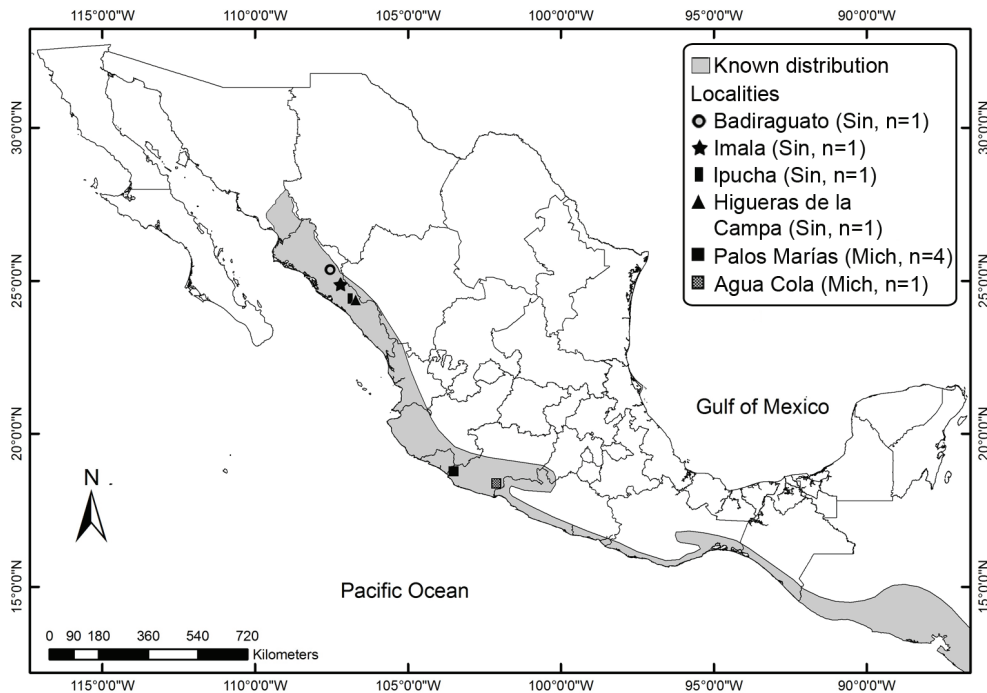 115°0'0"W 110°0'0"W 105°0'0"W 100°0'0"W 95°0'0"W 90°0'0"W
Known distribution
Localities
Badiraguato (Sin, n=1)
Imala (Sin, n=1)
Ipucha (Sin, n=1)
Higueras de la
Campa (Sin, n=1)
Palos Marías (Mich, n=4)
Agua Cola (Mich, n=1)
30°0'0"N 30°0'0"N
25°0'0"N 25°0'0"N
Gulf of Mexico
20°0'0"N 20°0'0"N
N
Pacific Ocean
15°0'0"N 15°0'0"N
0 90 180 360 540 720
Kilometers
115°0'0"W 110°0'0"W 105°0'0"W 100°0'0"W 95°0'0"W 90°0'0"W